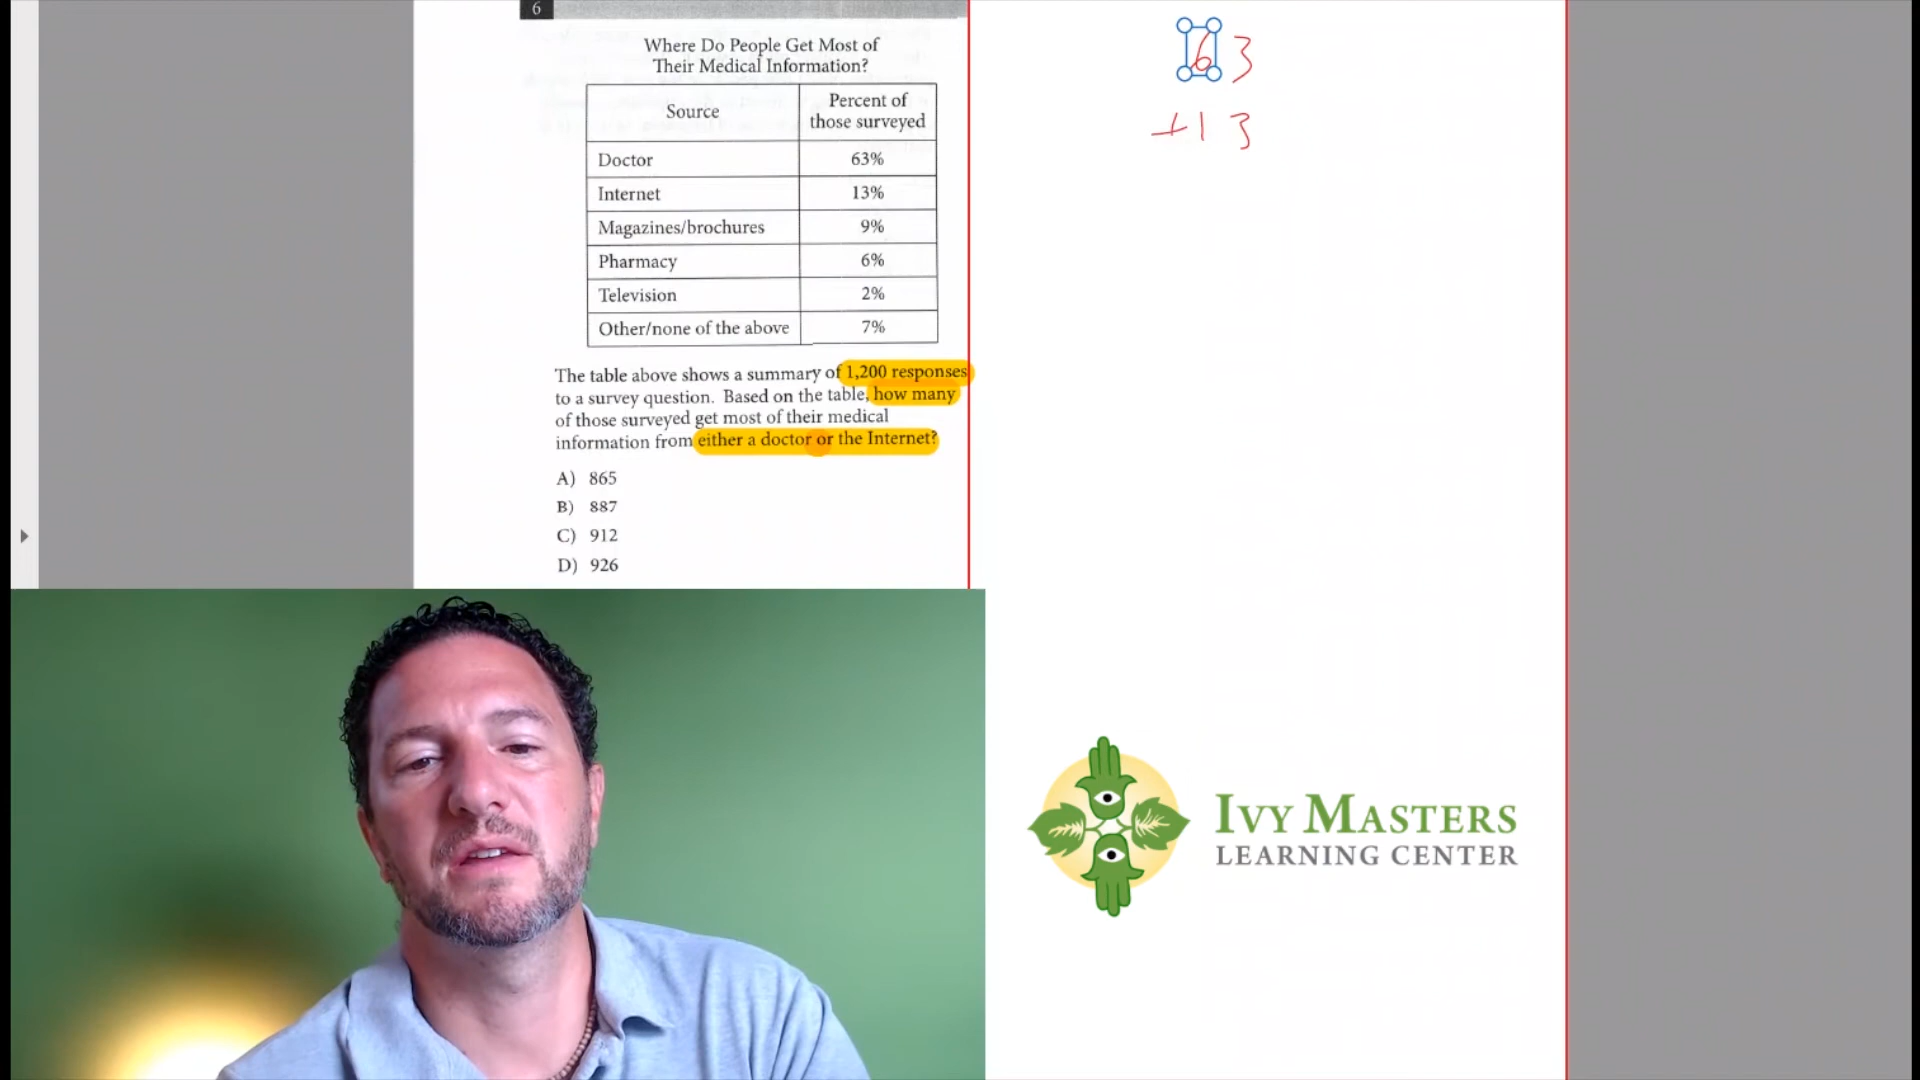 6
Where Do People Get Most of
Their Medical Information?
Source
Percent of
those surveyed
Doctor 63%
Internet 13%
Magazines/brochures 9%
Pharmacy 6%
Television 2%
Other/none of the above 7%
The table above shows a summary of 1,200 responses
to a survey question. Based on the table, how many
of those surveyed get most of their medical
information from either a doctor or the Internet?
A) 865
B) 887
C) 912
D) 926
63
+13
IVY MASTERS
LEARNING CENTER